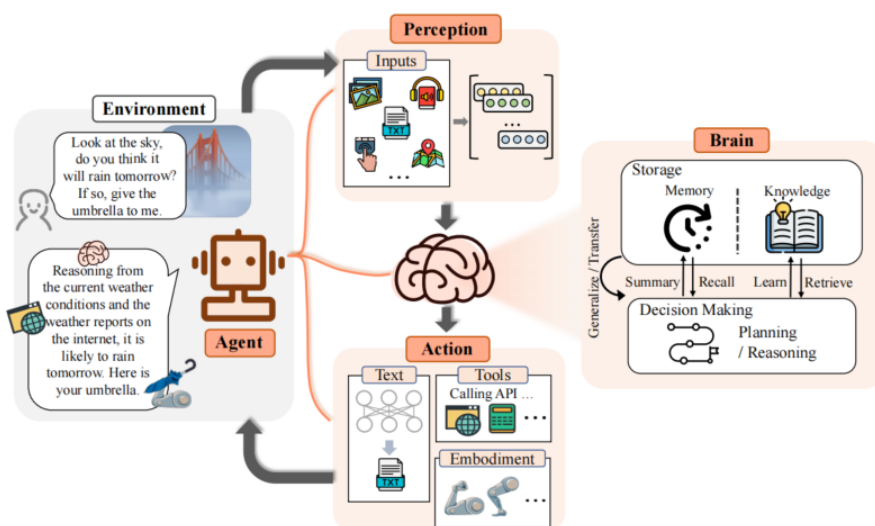 Perception
Inputs
TXT
...
...
Environment
Look at the sky,
do you think it
will rain tomorrow?
If so, give the
umbrella to me.
Reasoning from
the current weather
conditions and the
weather reports on
the internet, it is
likely to rain
tomorrow. Here is
your umbrella.
Agent
Action
Text
TXT
Tools
Calling API ...
...
Embodiment
...
Brain
Storage
Memory
Knowledge
Generalize / Transfer
Summary
Recall
Learn
Retrieve
Decision Making
Planning
/ Reasoning